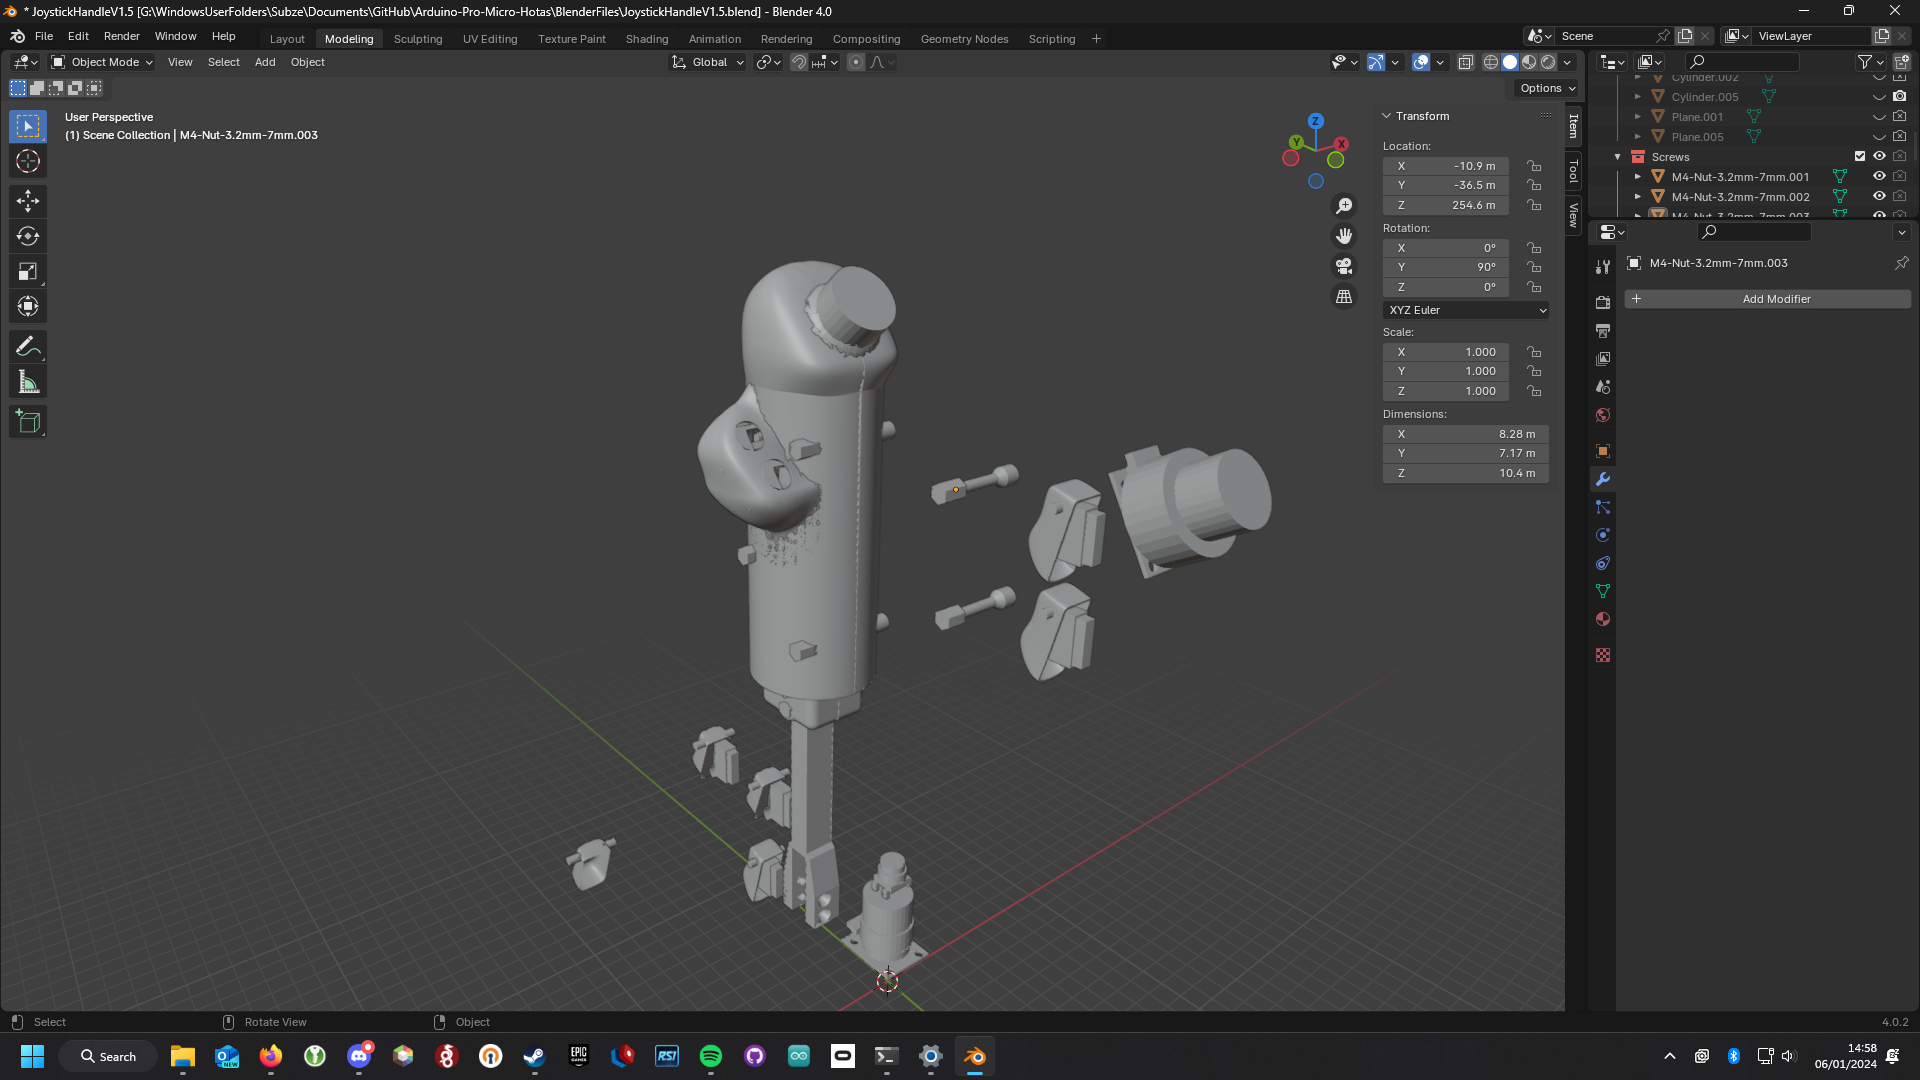 * JoystickHandleV1.5 [G:\WindowsUserFolders\Subze\Documents\GitHub\Arduino-Pro-Micro-Hotas\BlenderFiles\JoystickHandleV1.5.blend] - Blender 4.0
File Edit Render Window Help Layout Modeling Sculpting UV Editing Texture Paint Shading Animation Rendering Compositing Geometry Nodes Scripting + Scene ViewLayer
Object Mode View Select Add Object Global
Options
User Perspective
(1) Scene Collection | M4-Nut-3.2mm-7mm.003
Z
Y
X
Transform
Location:
X -10.9 m
Y -36.5 m
Z 254.6 m
Rotation:
X 0°
Y 90°
Z 0°
XYZ Euler
Scale:
X 1.000
Y 1.000
Z 1.000
Dimensions:
X 8.28 m
Y 7.17 m
Z 10.4 m
Item
Tool
View
Cylinder.002
Cylinder.005
Plane.001
Plane.005
Screws
M4-Nut-3.2mm-7mm.001
M4-Nut-3.2mm-7mm.002
M4-Nut-3.2mm-7mm.003
M4-Nut-3.2mm-7mm.003
+ Add Modifier
Select Rotate View Object 4.0.2
Search NEW EPIC GAMES RSI 14:58
06/01/2024